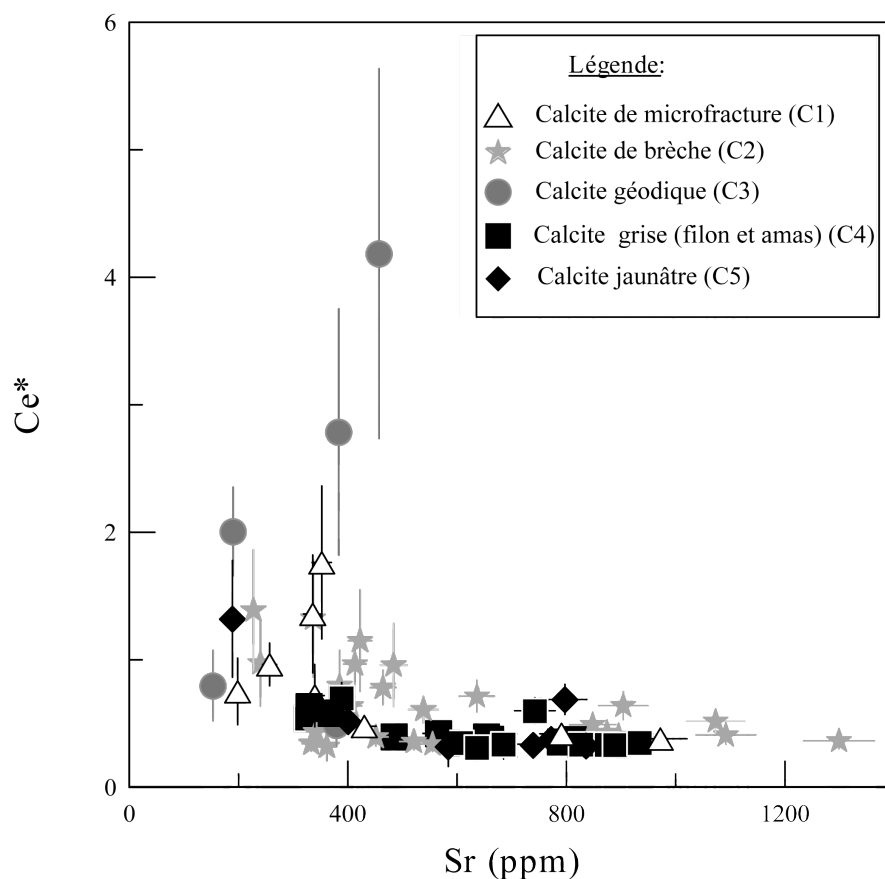 6
4
2
0
Ce*
0
400
800
1200
Sr (ppm)
Légende:
Calcite de microfracture (C1)
Calcite de brèche (C2)
Calcite géodique (C3)
Calcite grise (filon et amas) (C4)
Calcite jaunâtre (C5)